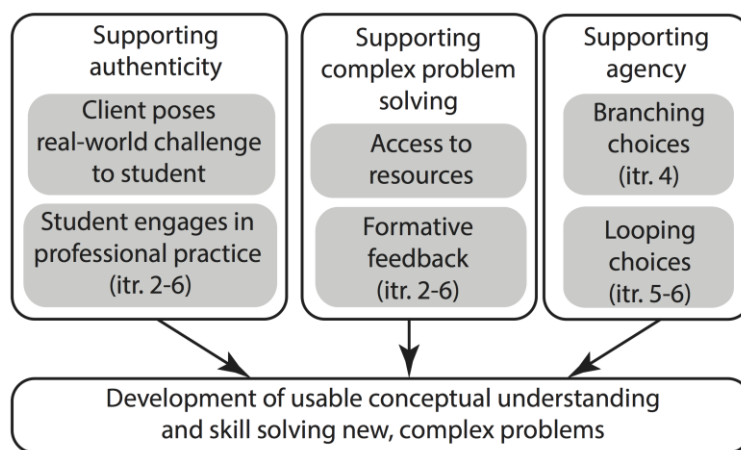 Supporting
authenticity
Client poses
real-world challenge
to student
Student engages in
professional practice
(itr. 2-6)
Supporting
complex problem
solving
Access to
resources
Formative
feedback
(itr. 2-6)
Supporting
agency
Branching
choices
(itr. 4)
Looping
choices
(itr. 5-6)
Development of usable conceptual understanding
and skill solving new, complex problems